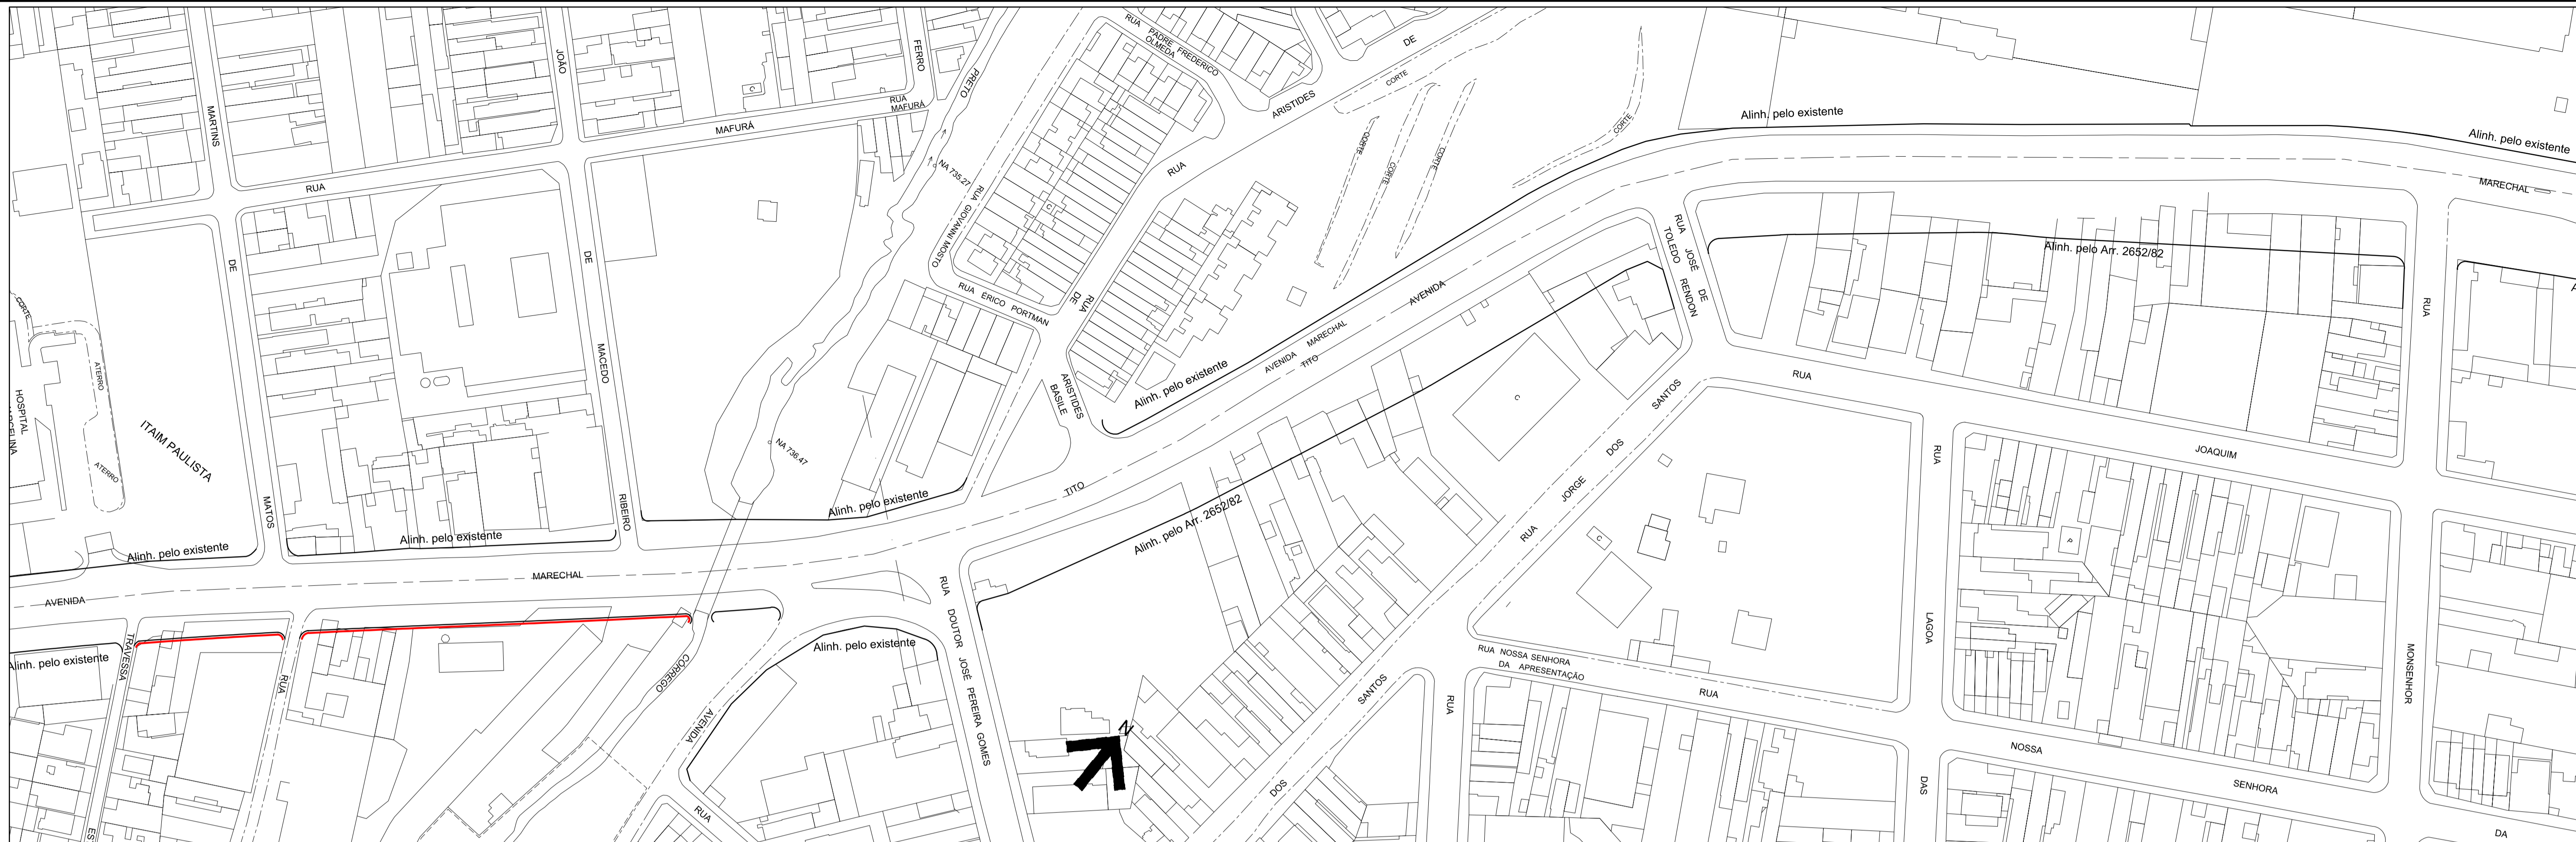 RUA
PADRE FREDERICO
OLMEDA
DE
JOÃO
FERRO
PRETO
CORTE
MARTINS
RUA
MAFURÁ
MAFURÁ
C
ARISTIDES
Alinh. pelo existente
CORTE
Alinh. pelo existente
CORTE
CORTE
CORTE
NA 735.27
RUA
RUA
MARECHAL
RUA GIOVANNI MOSTO
C
RUA JOSÉ DE
TOLEDO RENDON
Alinh. pelo Arr. 2652/82
DE
DE
RUA ÉRICO PORTMAN
RUA
DE
AVENIDA
RUA
CORTE
AVENIDA MARECHAL
TITO
MACEDO
ATERRO
Alinh. pelo existente
ARISTIDES
BASILE
RUA
SANTOS
C
HOSPITAL
ITAIM PAULISTA
NA 736.47
DOS
RUA
JOAQUIM
ATERRO
TITO
JORGE
MATOS
RIBEIRO
Alinh. pelo existente
Alinh. pelo Arr. 2652/82
RUA
C
P
Alinh. pelo existente
Alinh. pelo existente
MARECHAL
AVENIDA
RUA DOUTOR JOSÉ PEREIRA GOMES
LAGOA
TRAVESSA
Alinh. pelo existente
Alinh. pelo existente
RUA NOSSA SENHORA
DA APRESENTAÇÃO
RUA
CÓRREGO
RUA
SANTOS
RUA
MONSENHOR
AVENIDA
N
NOSSA
DOS
DAS
SENHORA
RUA
DA